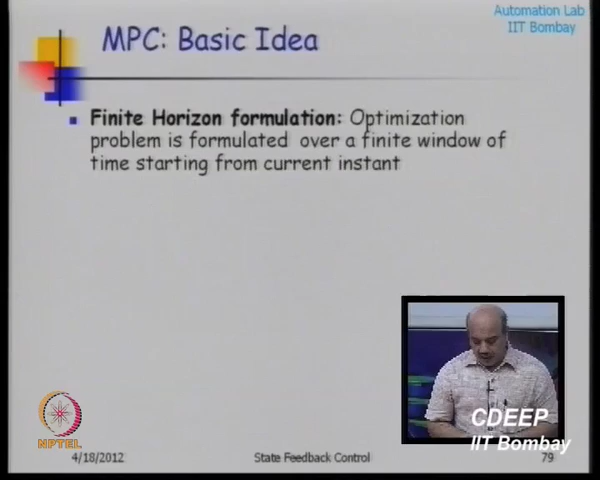 Automation Lab
IIT Bombay
MPC: Basic Idea
Finite Horizon formulation: Optimization
problem is formulated over a finite window of
time starting from current instant
CDEEP
IIT Bombay
NPTEL
4/18/2012
State Feedback Control
79